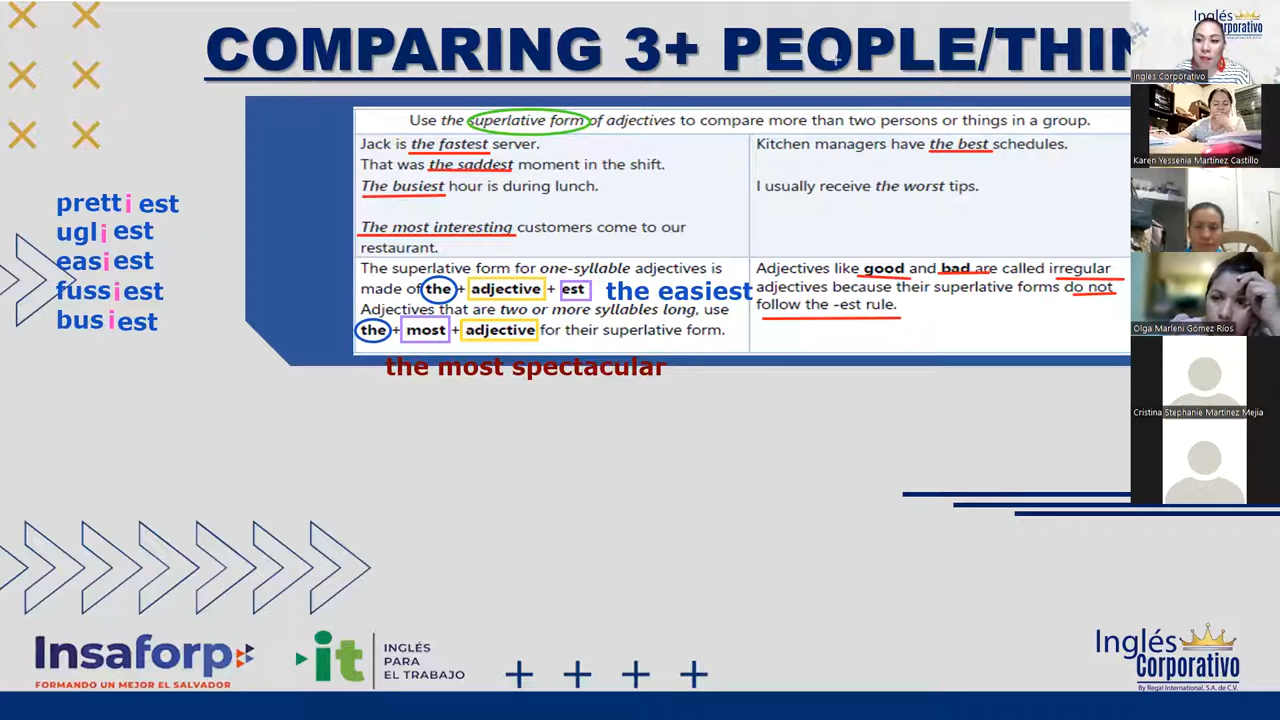 COMPARING 3+ PEOPLE/THIN
Use the superlative form of adjectives to compare more than two persons or things in a group.
Jack is the fastest server.
That was the saddest moment in the shift.
The busiest hour is during lunch.
The most interesting customers come to our
restaurant.
Kitchen managers have the best schedules.
I usually receive the worst tips.
The superlative form for one-syllable adjectives is
made of the + adjective + est
the easiest
Adjectives that are two or more syllables long, use
the + most + adjective for their superlative form.
Adjectives like good and bad are called irregular
adjectives because their superlative forms do not
follow the -est rule.
the most spectacular
prettiest
ugliest
easiest
fussiest
busiest
Inglés
Ingles Corporativo
Karen Yessenia Martínez Castillo
Olga Marleni Gómez Ríos
Cristina Stephanie Martinez Mejia
Insaforp
FORMANDO UN MEJOR EL SALVADOR
it
INGLÉS
PARA
EL TRABAJO
Inglés
Corporativo
By Regal International, S.A. de C.V.